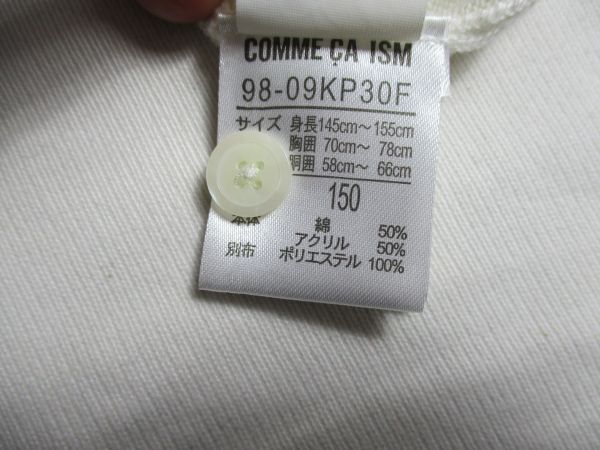 COMME ÇA ISM
98-09KP30F
サイズ 身長145cm～155cm
胸囲 70cm～ 78cm
胴囲 58cm～ 66cm
150
本体 綿 50%
アクリル 50%
別布 ポリエステル 100%